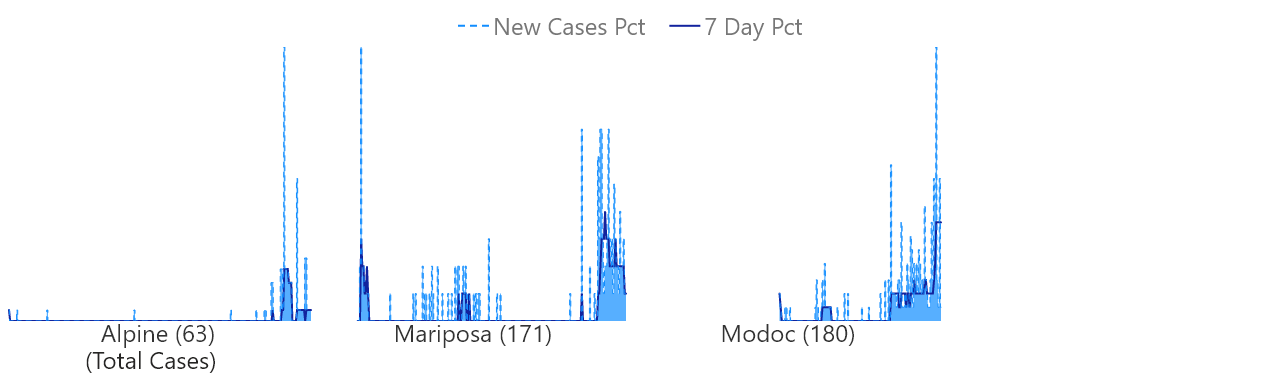 New Cases Pct 7 Day Pct
Alpine (63) Mariposa (171) Modoc (180)
(Total Cases)